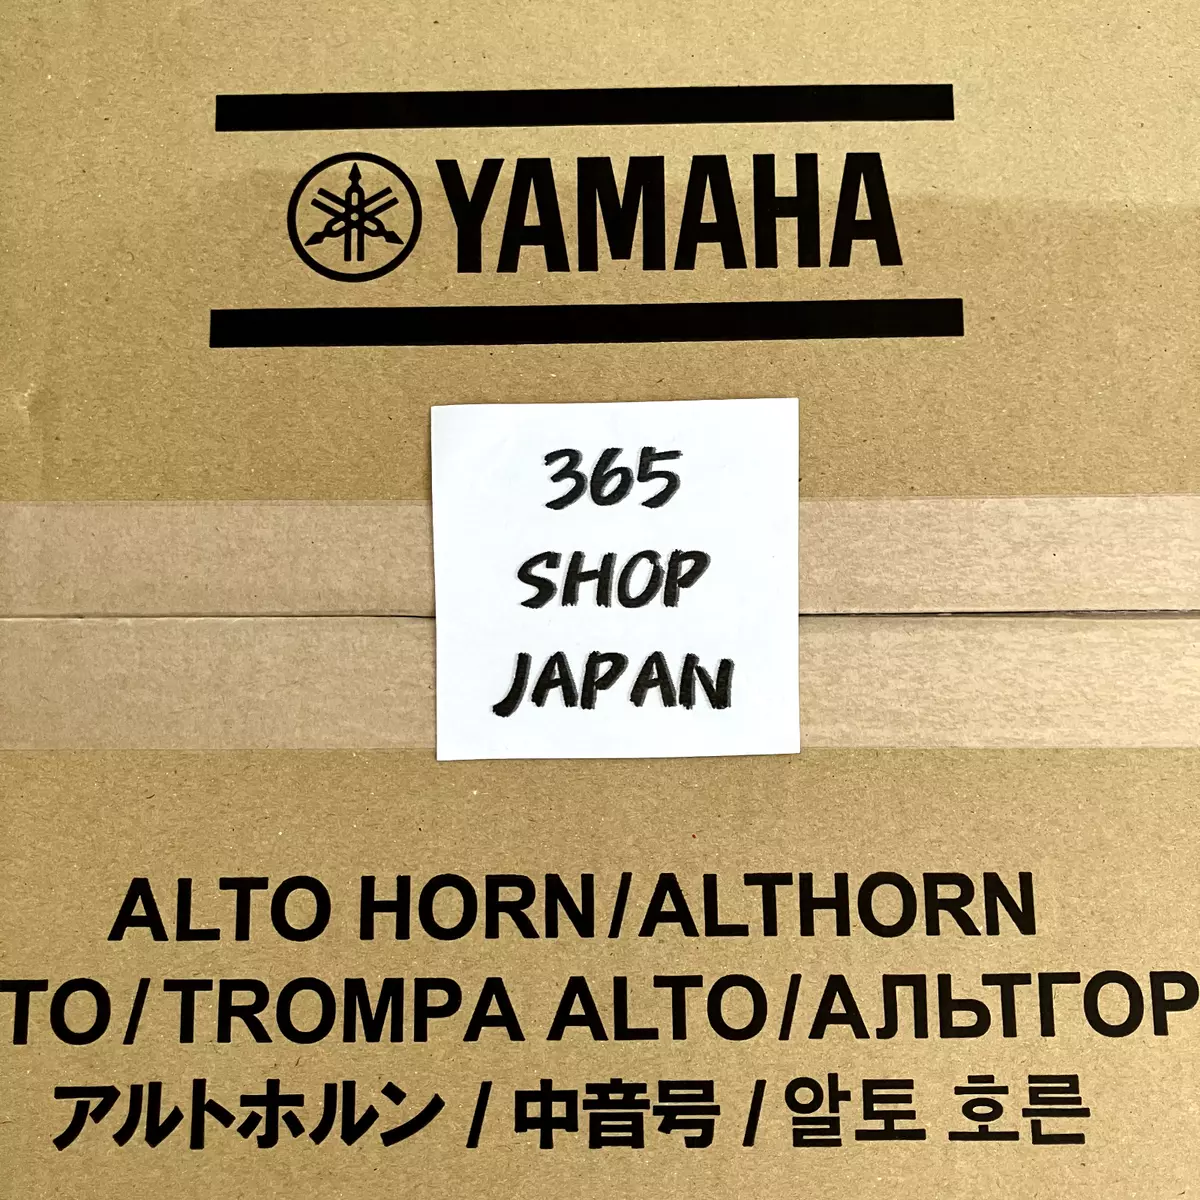 YAMAHA
365
SHOP
JAPAN
ALTO HORN/ALTHORN
TO/TROMPA ALTO/АЛЬТГОР
アルトホルン/中音号/알토 호른